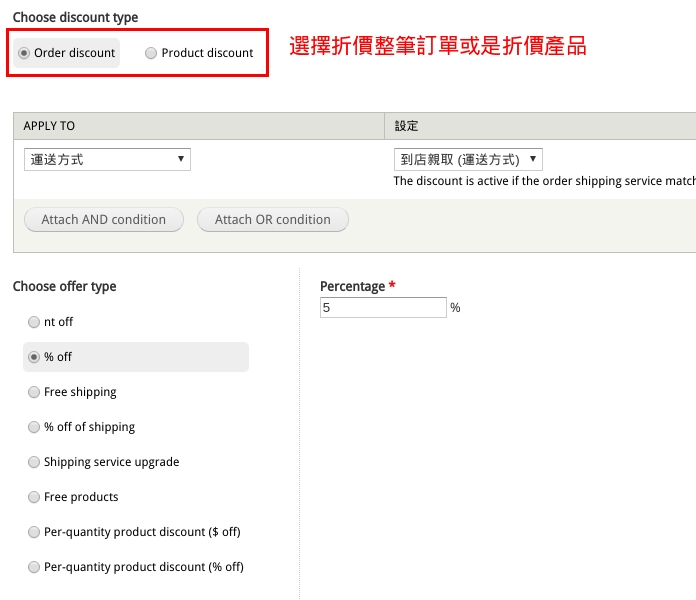 Choose discount type
Order discount
Product discount
選擇折價整筆訂單或是折價產品
APPLY TO
設定
運送方式
到店親取 (運送方式)
The discount is active if the order shipping service matc
Attach AND condition
Attach OR condition
Choose offer type
Percentage *
5 %
nt off
% off
Free shipping
% off of shipping
Shipping service upgrade
Free products
Per-quantity product discount ($ off)
Per-quantity product discount (% off)